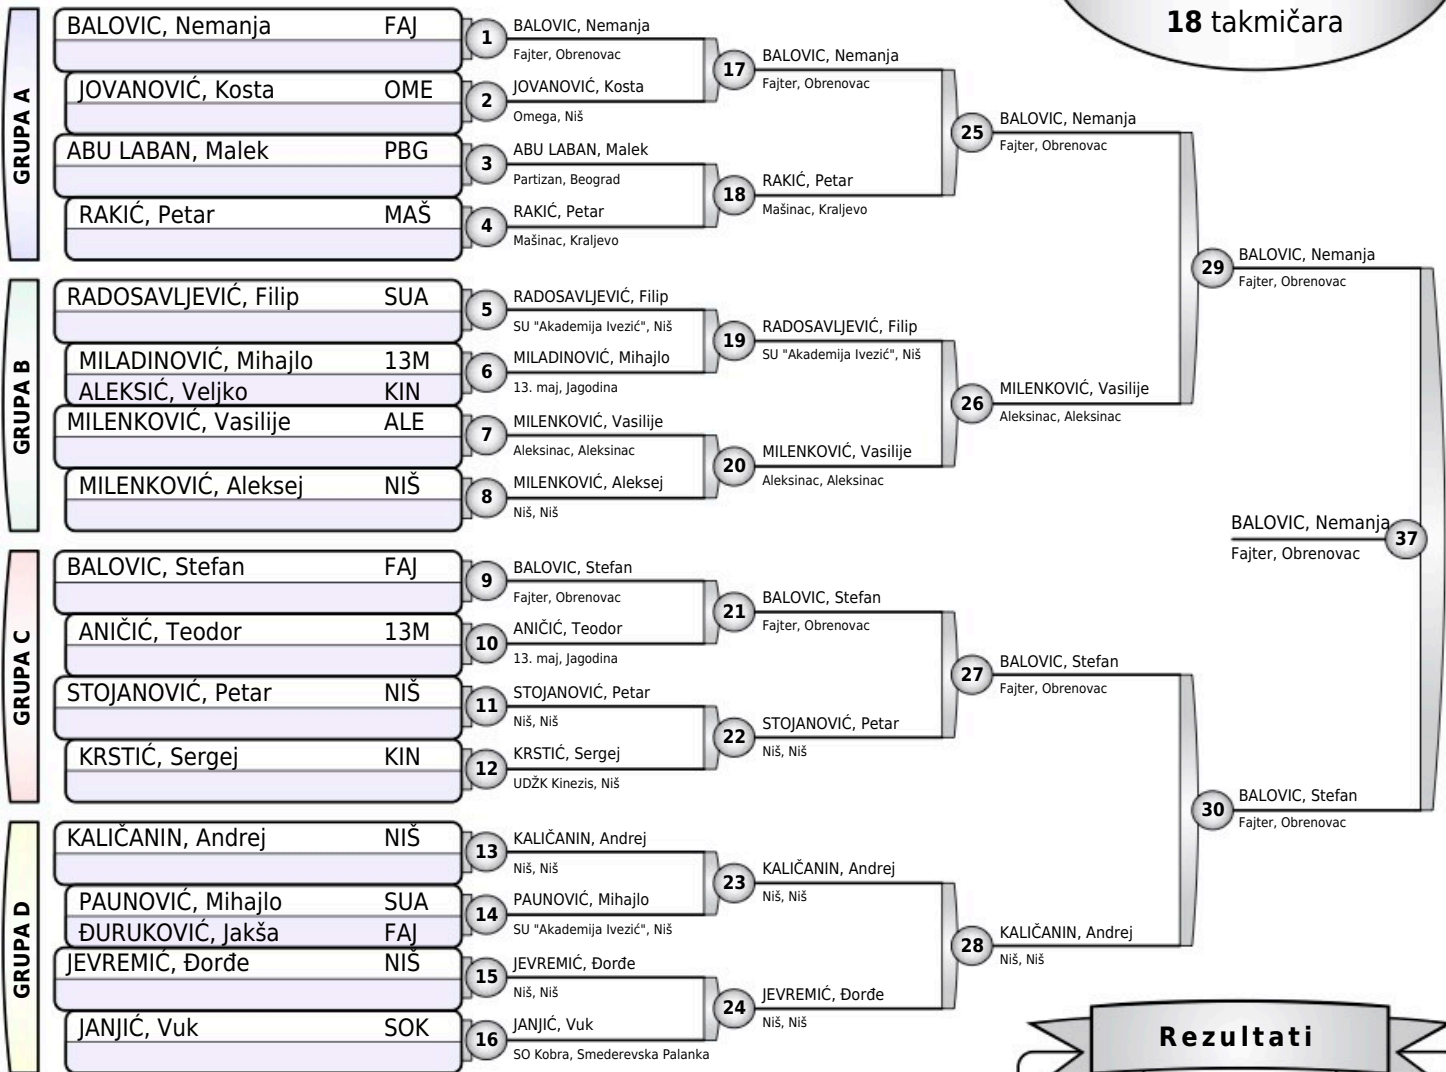 18 takmičara
GRUPA A
BALOVIC, Nemanja FAJ
JOVANOVIĆ, Kosta OME
ABU LABAN, Malek PBG
RAKIĆ, Petar MAŠ
GRUPA B
RADOSAVLJEVIĆ, Filip SUA
MILADINOVIĆ, Mihajlo 13M
ALEKSIĆ, Veljko KIN
MILENKOVIĆ, Vasilije ALE
MILENKOVIĆ, Aleksej NIŠ
GRUPA C
BALOVIC, Stefan FAJ
ANIČIĆ, Teodor 13M
STOJANOVIĆ, Petar NIŠ
KRSTIĆ, Sergej KIN
GRUPA D
KALIČANIN, Andrej NIŠ
PAUNOVIĆ, Mihajlo SUA
ĐURUKOVIĆ, Jakša FAJ
JEVREMIĆ, Đorđe NIŠ
JANJIĆ, Vuk SOK
1 BALOVIC, Nemanja
Fajter, Obrenovac
2 JOVANOVIĆ, Kosta
Omega, Niš
3 ABU LABAN, Malek
Partizan, Beograd
4 RAKIĆ, Petar
Mašinac, Kraljevo
5 RADOSAVLJEVIĆ, Filip
SU "Akademija Ivezić", Niš
6 MILADINOVIĆ, Mihajlo
13. maj, Jagodina
7 MILENKOVIĆ, Vasilije
Aleksinac, Aleksinac
8 MILENKOVIĆ, Aleksej
Niš, Niš
9 BALOVIC, Stefan
Fajter, Obrenovac
10 ANIČIĆ, Teodor
13. maj, Jagodina
11 STOJANOVIĆ, Petar
Niš, Niš
12 KRSTIĆ, Sergej
UDŽK Kinezis, Niš
13 KALIČANIN, Andrej
Niš, Niš
14 PAUNOVIĆ, Mihajlo
SU "Akademija Ivezić", Niš
15 JEVREMIĆ, Đorđe
Niš, Niš
16 JANJIĆ, Vuk
SO Kobra, Smederevska Palanka
17 BALOVIC, Nemanja
Fajter, Obrenovac
18 RAKIĆ, Petar
Mašinac, Kraljevo
19 RADOSAVLJEVIĆ, Filip
SU "Akademija Ivezić", Niš
20 MILENKOVIĆ, Vasilije
Aleksinac, Aleksinac
21 BALOVIC, Stefan
Fajter, Obrenovac
22 STOJANOVIĆ, Petar
Niš, Niš
23 KALIČANIN, Andrej
Niš, Niš
24 JEVREMIĆ, Đorđe
Niš, Niš
25 BALOVIC, Nemanja
Fajter, Obrenovac
26 MILENKOVIĆ, Vasilije
Aleksinac, Aleksinac
27 BALOVIC, Stefan
Fajter, Obrenovac
28 KALIČANIN, Andrej
Niš, Niš
29 BALOVIC, Nemanja
Fajter, Obrenovac
30 BALOVIC, Stefan
Fajter, Obrenovac
BALOVIC, Nemanja 37
Fajter, Obrenovac
Rezultati